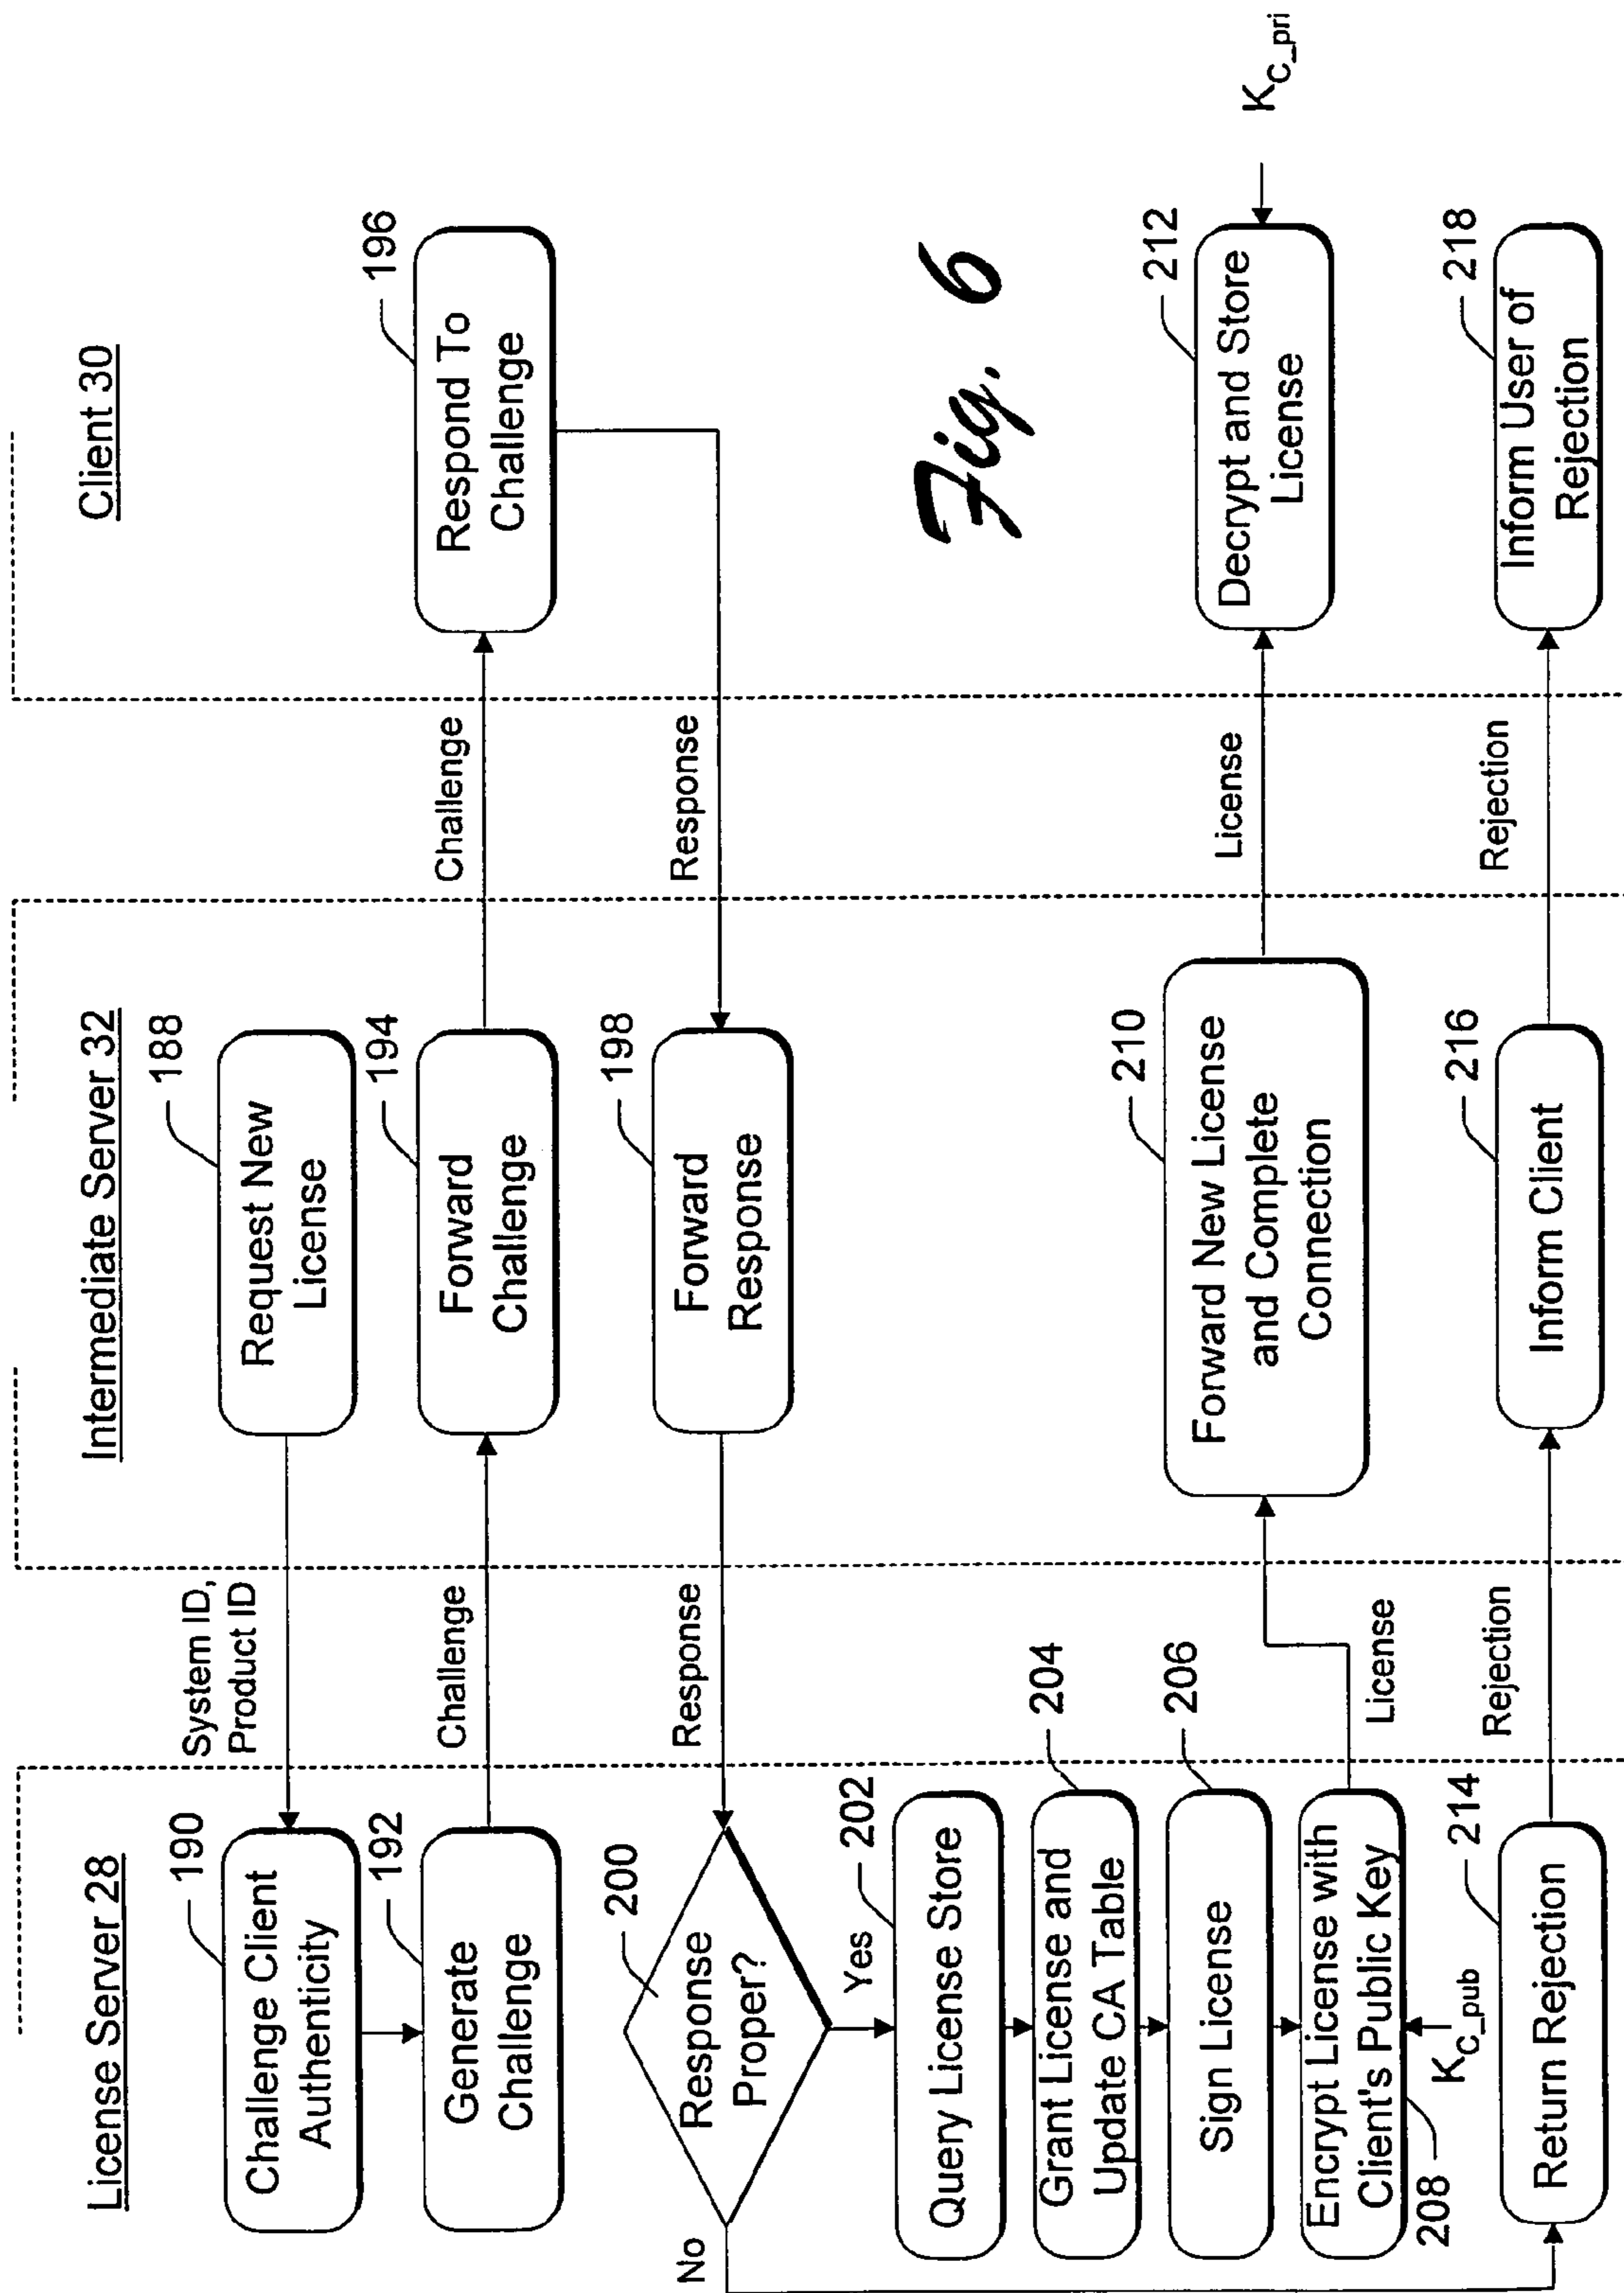 License Server 28
Intermediate Server 32
Client 30
188
Request New
License
System ID,
Product ID
190
Challenge Client
Authenticity
192
Generate
Challenge
Challenge
194
Forward
Challenge
Challenge
196
Respond To
Challenge
Response
198
Forward
Response
Response
200
Response
Proper?
Yes
No
202
Query License Store
204
Grant License and
Update CA Table
206
Sign License
Encrypt License with
Client's Public Key
208
K_C_pub
License
210
Forward New License
and Complete
Connection
License
212
Decrypt and Store
License
K_C_pri
214
Return Rejection
Rejection
216
Inform Client
Rejection
218
Inform User of
Rejection
Fig. 6